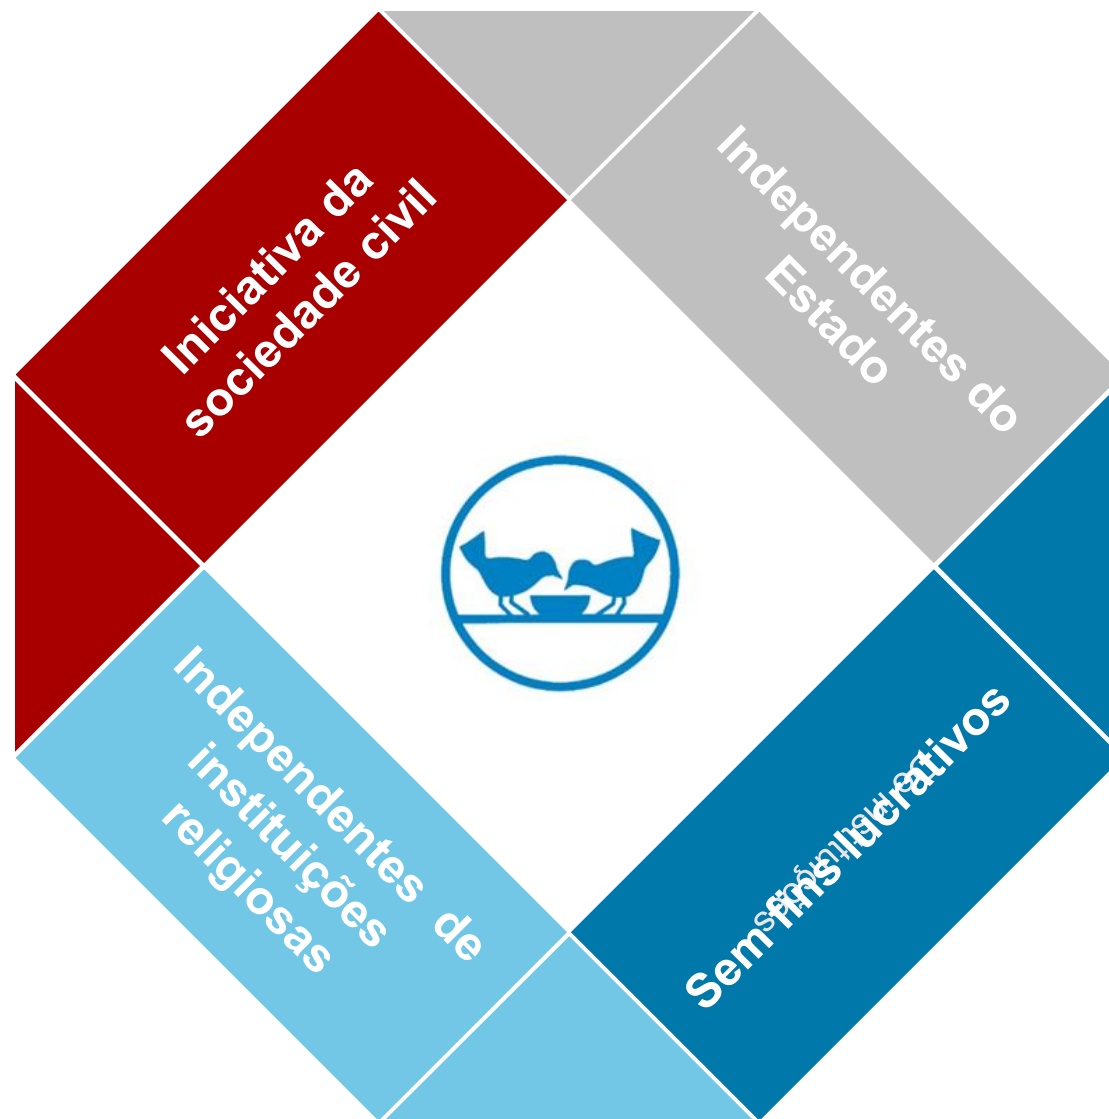 Iniciativa da
sociedade civil
Independentes do
Estado
Independentes de
instituições
religiosas
Sem fins lucrativos